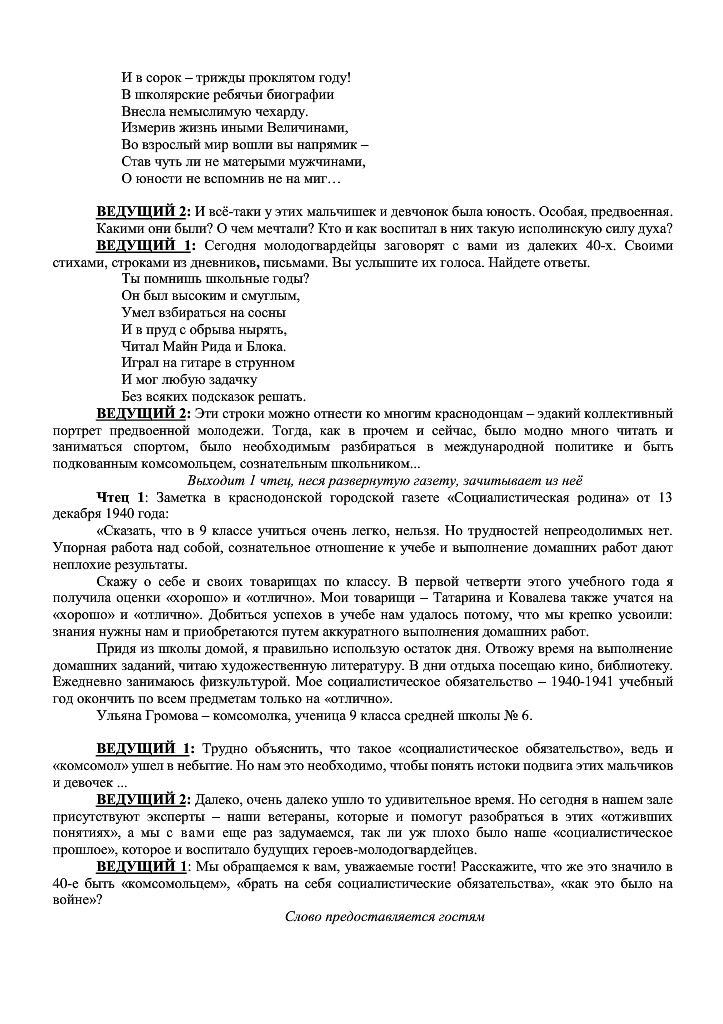 И в сорок – трижды проклятом году!
В школярские ребячьи биографии
Внесла немыслимую чехарду.
Измерив жизнь иными Величинами,
Во взрослый мир вошли вы напрямик –
Став чуть ли не матерыми мужчинами,
О юности не вспомнив не на миг…
ВЕДУЩИЙ 2: И всё-таки у этих мальчишек и девчонок была юность. Особая, предвоенная.
Какими они были? О чем мечтали? Кто и как воспитал в них такую исполинскую силу духа?
ВЕДУЩИЙ 1: Сегодня молодогвардейцы заговорят с вами из далеких 40-х. Своими
стихами, строками из дневников, письмами. Вы услышите их голоса. Найдете ответы.
Ты помнишь школьные годы?
Он был высоким и смуглым,
Умел взбираться на сосны
И в пруд с обрыва нырять,
Читал Майн Рида и Блока.
Играл на гитаре в струнном
И мог любую задачку
Без всяких подсказок решать.
ВЕДУЩИЙ 2: Эти строки можно отнести ко многим краснодонцам – эдакий коллективный
портрет предвоенной молодежи. Тогда, как в прочем и сейчас, было модно много читать и
заниматься спортом, было необходимым разбираться в международной политике и быть
подкованным комсомольцем, сознательным школьником...
Выходит 1 чтец, неся развернутую газету, зачитывает из неё
Чтец 1: Заметка в краснодонской городской газете «Социалистическая родина» от 13
декабря 1940 года:
«Сказать, что в 9 классе учиться очень легко, нельзя. Но трудностей непреодолимых нет.
Упорная работа над собой, сознательное отношение к учебе и выполнение домашних работ дают
неплохие результаты.
Скажу о себе и своих товарищах по классу. В первой четверти этого учебного года я
получила оценки «хорошо» и «отлично». Мои товарищи – Татарина и Ковалева также учатся на
«хорошо» и «отлично». Добиться успехов в учебе нам удалось потому, что мы крепко усвоили:
знания нужны нам и приобретаются путем аккуратного выполнения домашних работ.
Придя из школы домой, я правильно использую остаток дня. Отвожу время на выполнение
домашних заданий, читаю художественную литературу. В дни отдыха посещаю кино, библиотеку.
Ежедневно занимаюсь физкультурой. Мое социалистическое обязательство – 1940-1941 учебный
год окончить по всем предметам только на «отлично».
Ульяна Громова – комсомолка, ученица 9 класса средней школы № 6.
ВЕДУЩИЙ 1: Трудно объяснить, что такое «социалистическое обязательство», ведь и
«комсомол» ушел в небытие. Но нам это необходимо, чтобы понять истоки подвига этих мальчиков
и девочек ...
ВЕДУЩИЙ 2: Далеко, очень далеко ушло то удивительное время. Но сегодня в нашем зале
присутствуют эксперты – наши ветераны, которые и помогут разобраться в этих «отживших
понятиях», а мы с вами еще раз задумаемся, так ли уж плохо было наше «социалистическое
прошлое», которое и воспитало будущих героев-молодогвардейцев.
ВЕДУЩИЙ 1: Мы обращаемся к вам, уважаемые гости! Расскажите, что же это значило в
40-е быть «комсомольцем», «брать на себя социалистические обязательства», «как это было на
войне»?
Слово предоставляется гостям